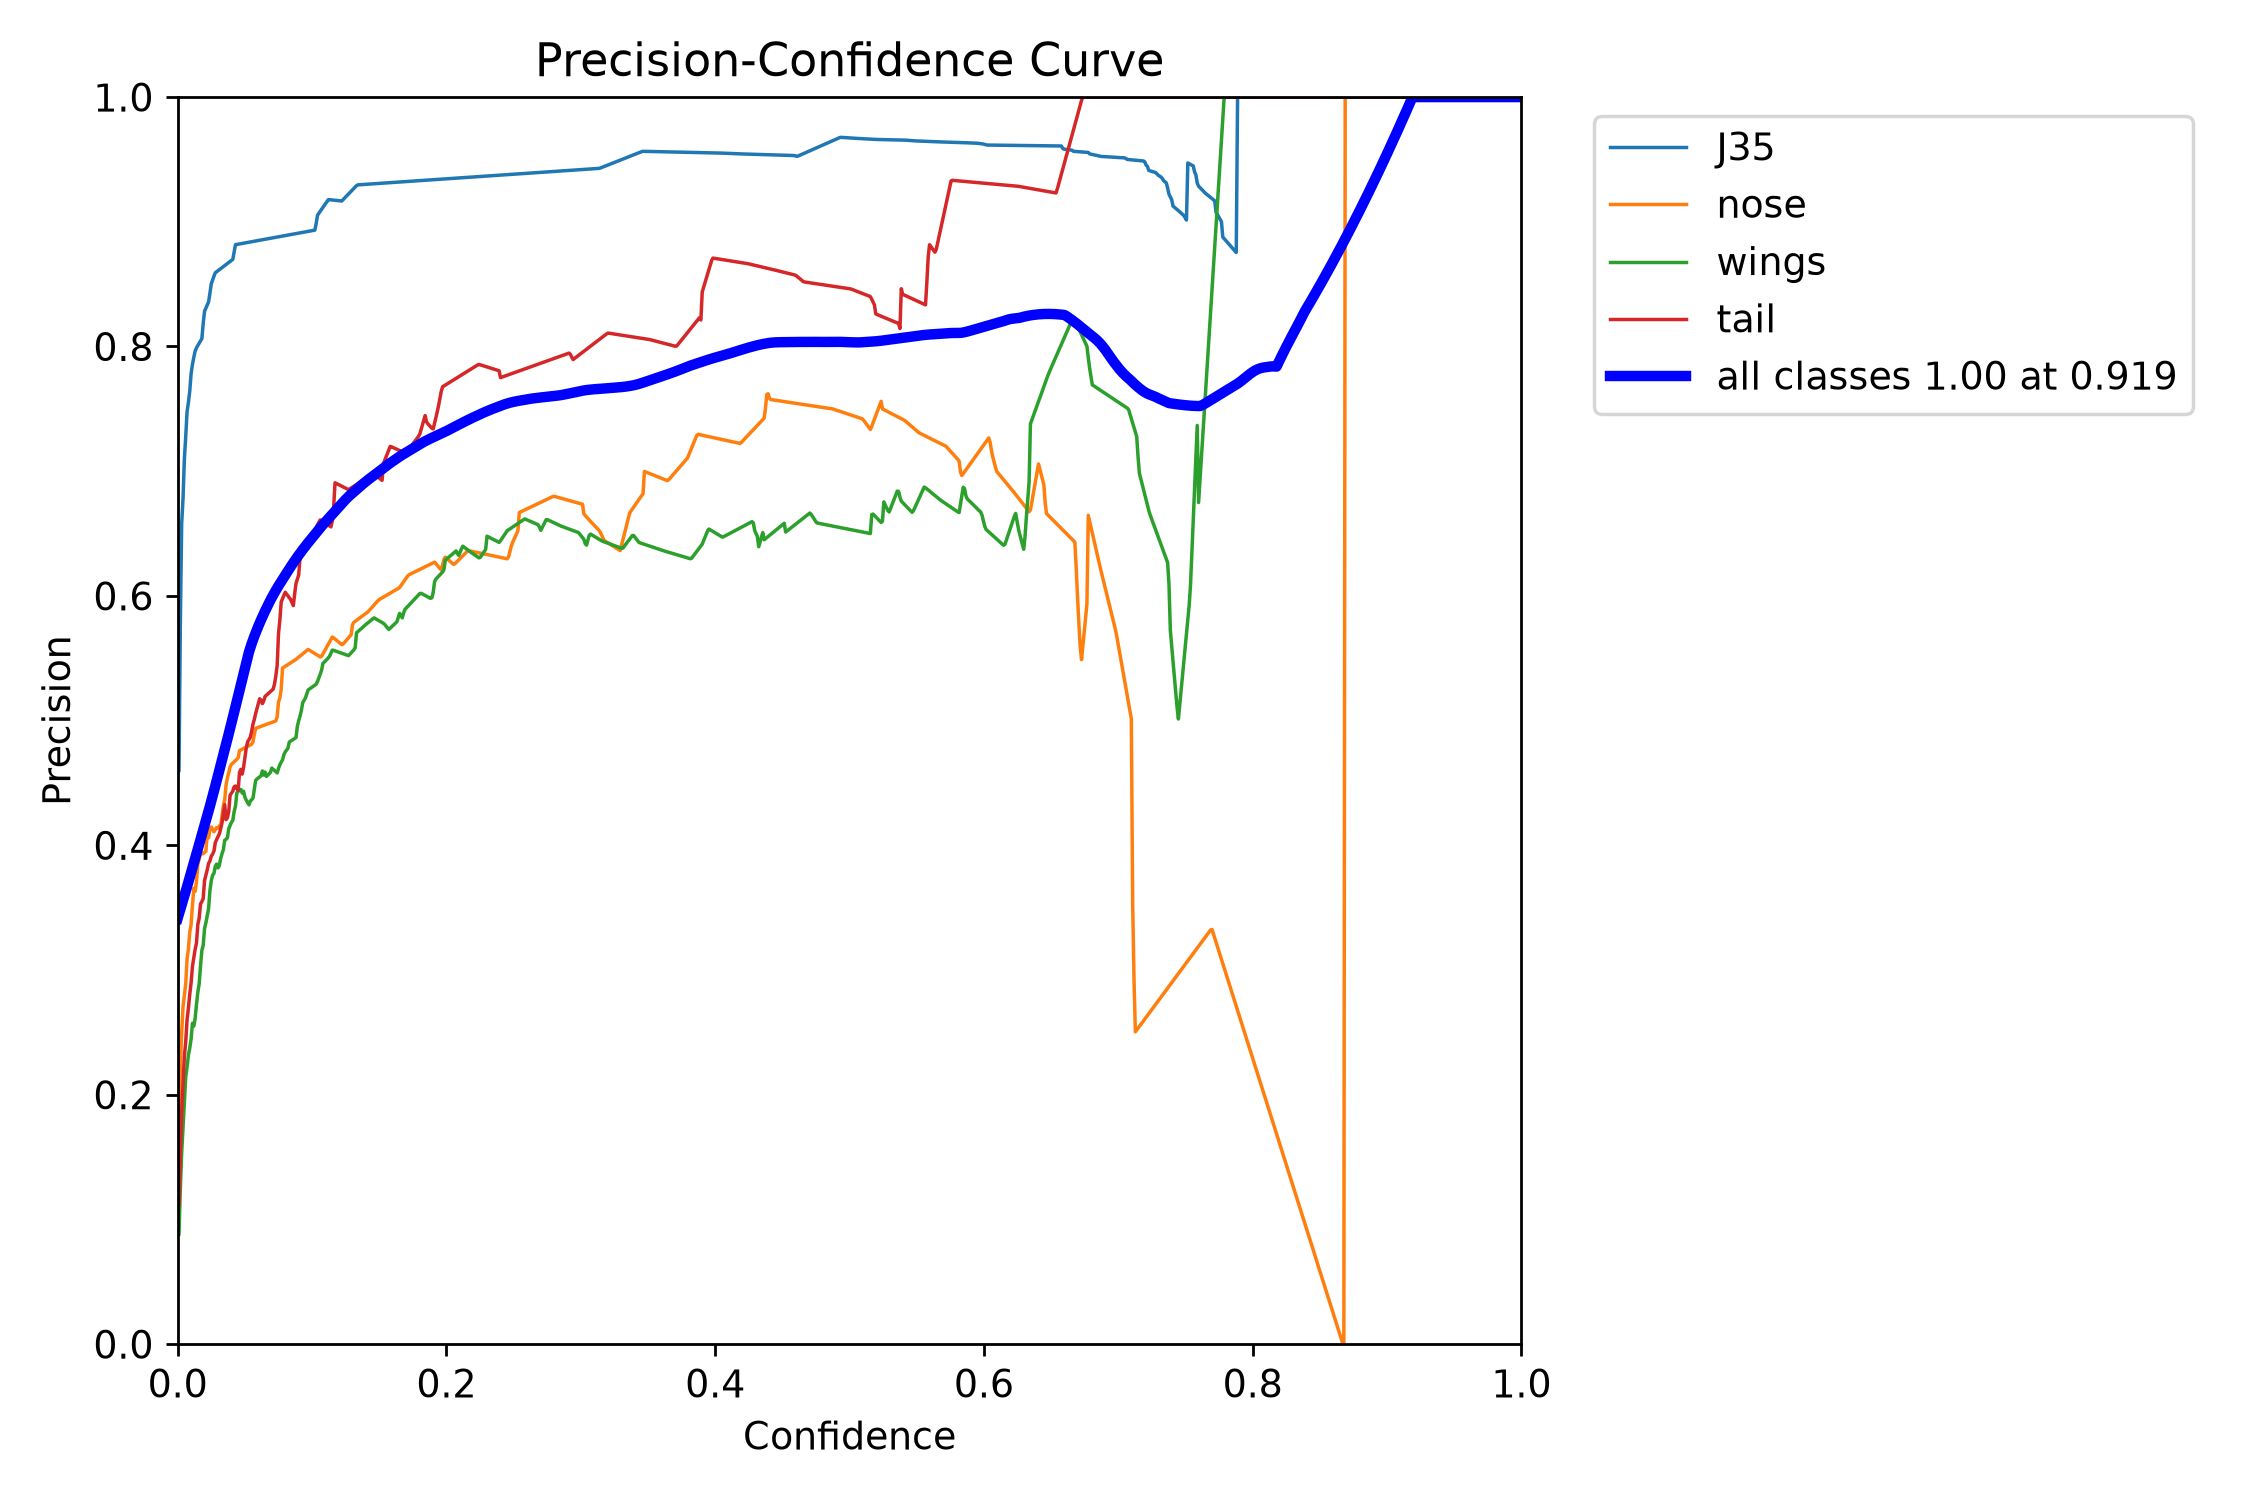 Precision-Confidence Curve
1.0
0.8
0.6
0.4
0.2
0.0
Precision
0.0 0.2 0.4 0.6 0.8 1.0
Confidence
J35
nose
wings
tail
all classes 1.00 at 0.919